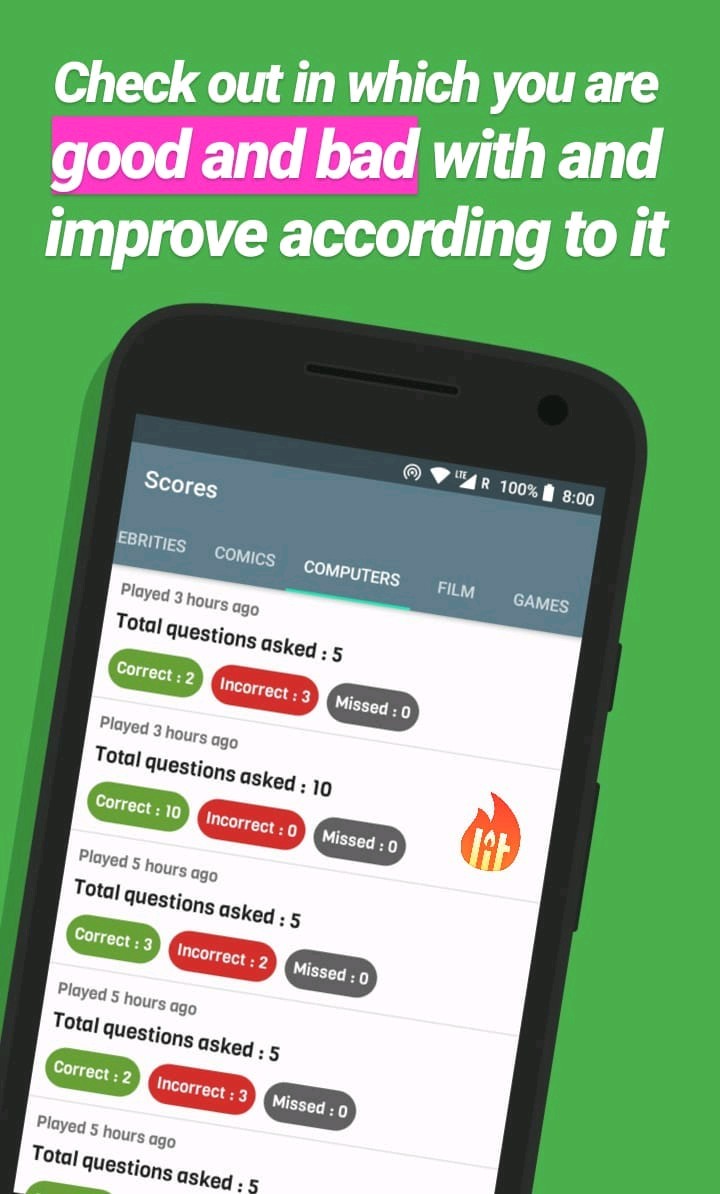 Check out in which you are
good and bad with and
improve according to it
LTE R 100% 8:00
Scores
EBRITIES COMICS COMPUTERS FILM GAMES
Played 3 hours ago
Total questions asked : 5
Correct : 2 Incorrect : 3 Missed : 0
Played 3 hours ago
Total questions asked : 10
Correct : 10 Incorrect : 0 Missed : 0
lit
Played 5 hours ago
Total questions asked : 5
Correct : 3 Incorrect : 2 Missed : 0
Played 5 hours ago
Total questions asked : 5
Correct : 2 Incorrect : 3 Missed : 0
Played 5 hours ago
Total questions asked : 5